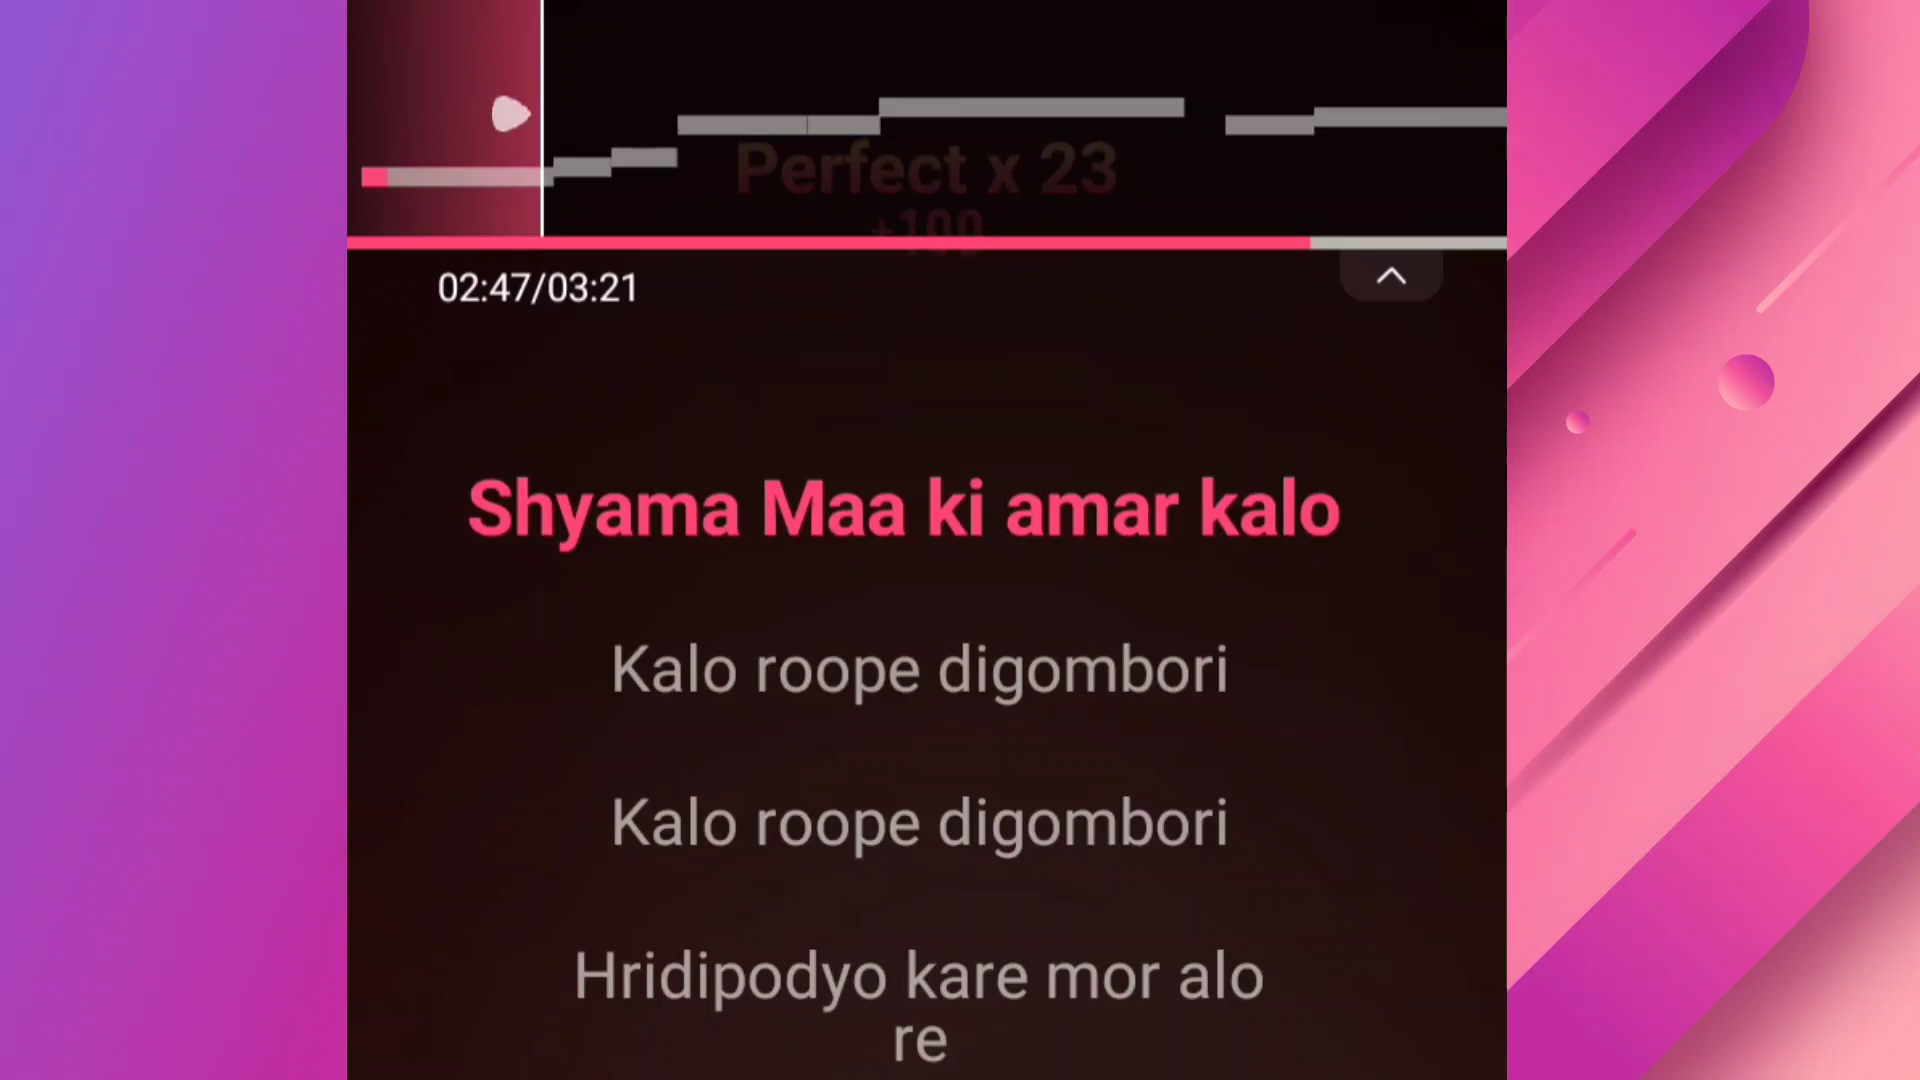 Perfect x 23
+100
02:47/03:21
Shyama Maa ki amar kalo
Kalo roope digombori
Kalo roope digombori
Hridipodyo kare mor alo
re